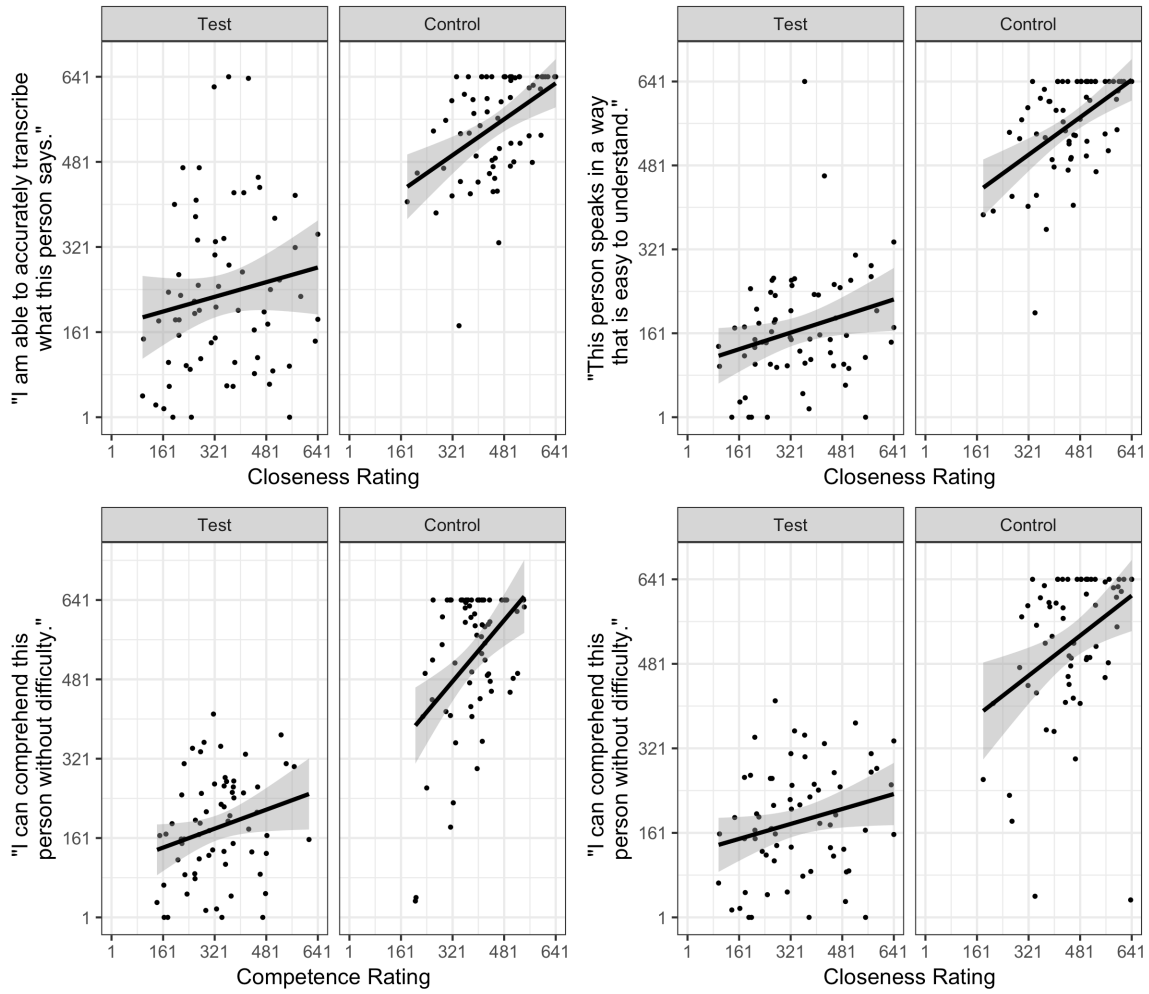 Test
Control
"I am able to accurately transcribe
what this person says."
641
481
321
161
1
1 161 321 481 641
1 161 321 481 641
Closeness Rating
Test
Control
"This person speaks in a way
that is easy to understand."
641
481
321
161
1
1 161 321 481 641
1 161 321 481 641
Closeness Rating
Test
Control
"I can comprehend this
person without difficulty."
641
481
321
161
1
1 161 321 481 641
1 161 321 481 641
Competence Rating
Test
Control
"I can comprehend this
person without difficulty."
641
481
321
161
1
1 161 321 481 641
1 161 321 481 641
Closeness Rating